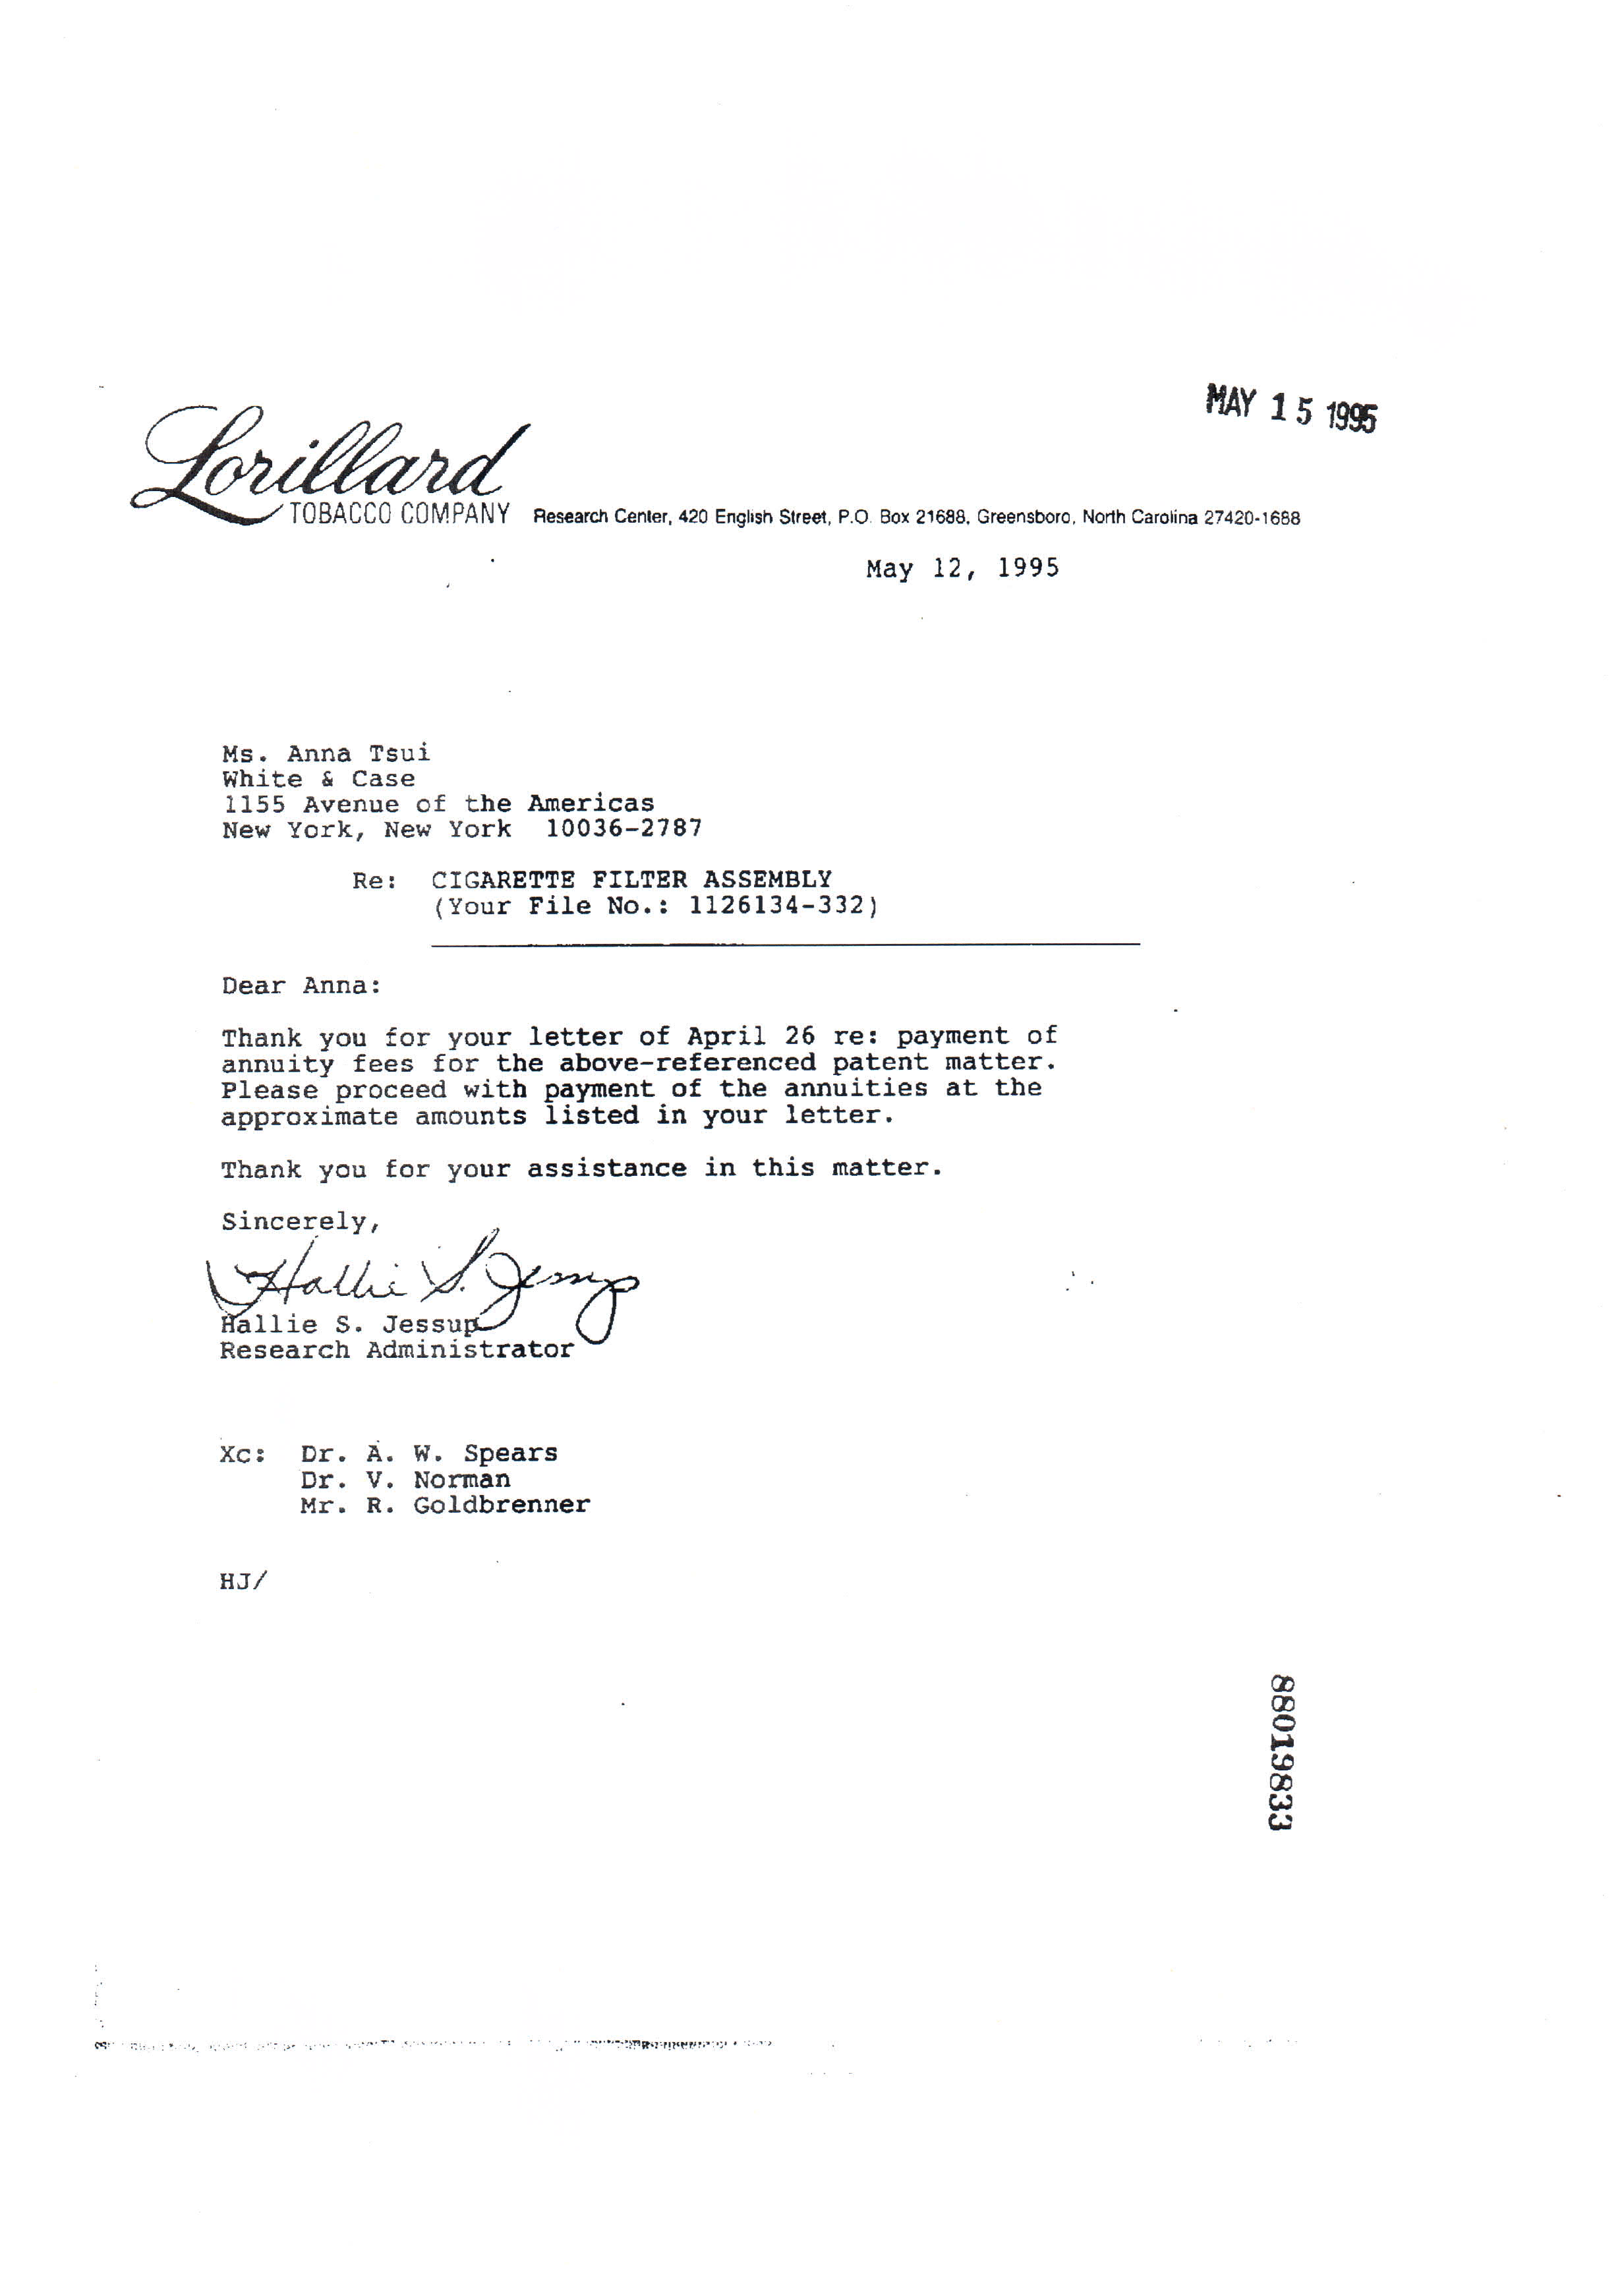 MAY 15 1995
Lorillard
TOBACCO COMPANY Research Center, 420 English Street, P.O. Box 21688, Greensboro, North Carolina 27420-1688
May 12, 1995
Ms. Anna Tsui
White & Case
1155 Avenue of the Americas
New York, New York 10036-2787
Re: CIGARETTE FILTER ASSEMBLY
(Your File No.: 1126134-332)
Dear Anna:
Thank you for your letter of April 26 re: payment of
annuity fees for the above-referenced patent matter.
Please proceed with payment of the annuities at the
approximate amounts listed in your letter.
Thank you for your assistance in this matter.
Sincerely,
Hallie S. Jessup
Hallie S. Jessup
Research Administrator
Xc: Dr. A. W. Spears
Dr. V. Norman
Mr. R. Goldbrenner
HJ/
88019833